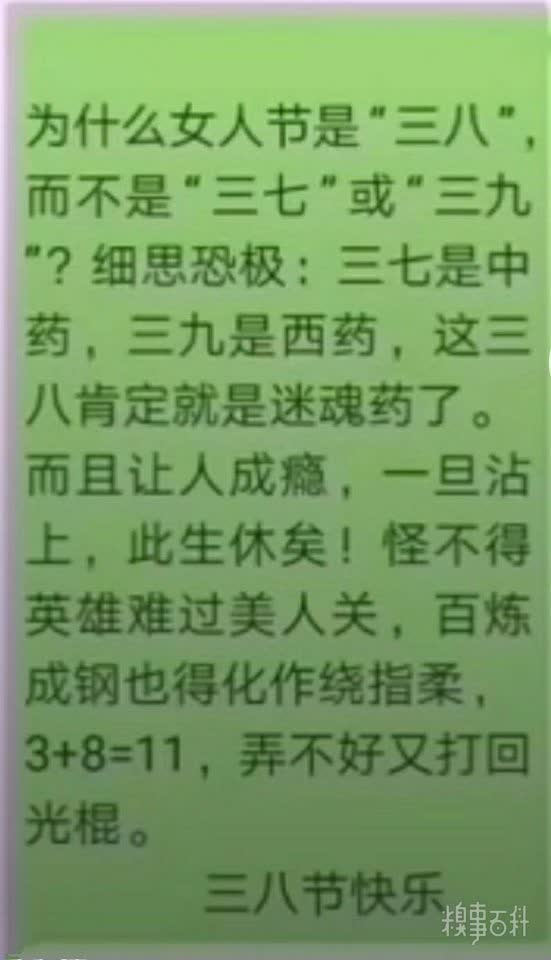 为什么女人节是“三八”，
而不是“三七”或“三九
”？细思恐极：三七是中
药，三九是西药，这三
八肯定就是迷魂药了。
而且让人成瘾，一旦沾
上，此生休矣！怪不得
英雄难过美人关，百炼
成钢也得化作绕指柔，
3+8=11，弄不好又打回
光棍。
三八节快乐
糗事百科